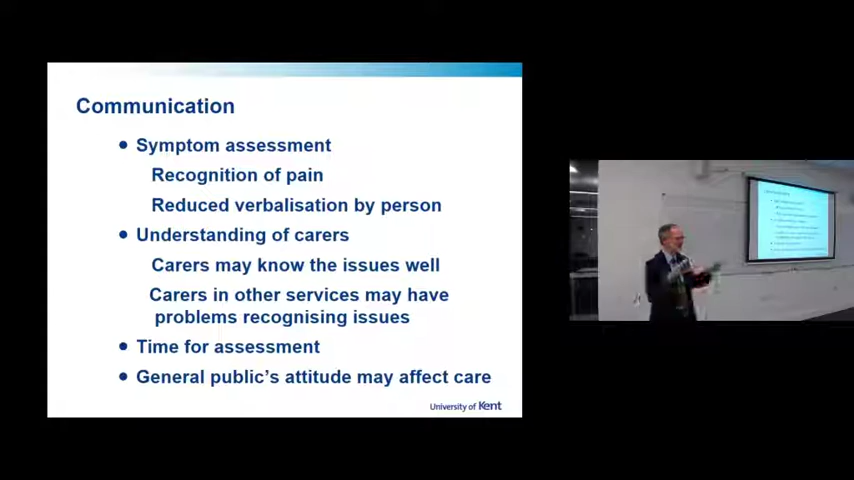 Communication
Symptom assessment
Recognition of pain
Reduced verbalisation by person
Understanding of carers
Carers may know the issues well
Carers in other services may have
problems recognising issues
Time for assessment
General public's attitude may affect care
University of Kent